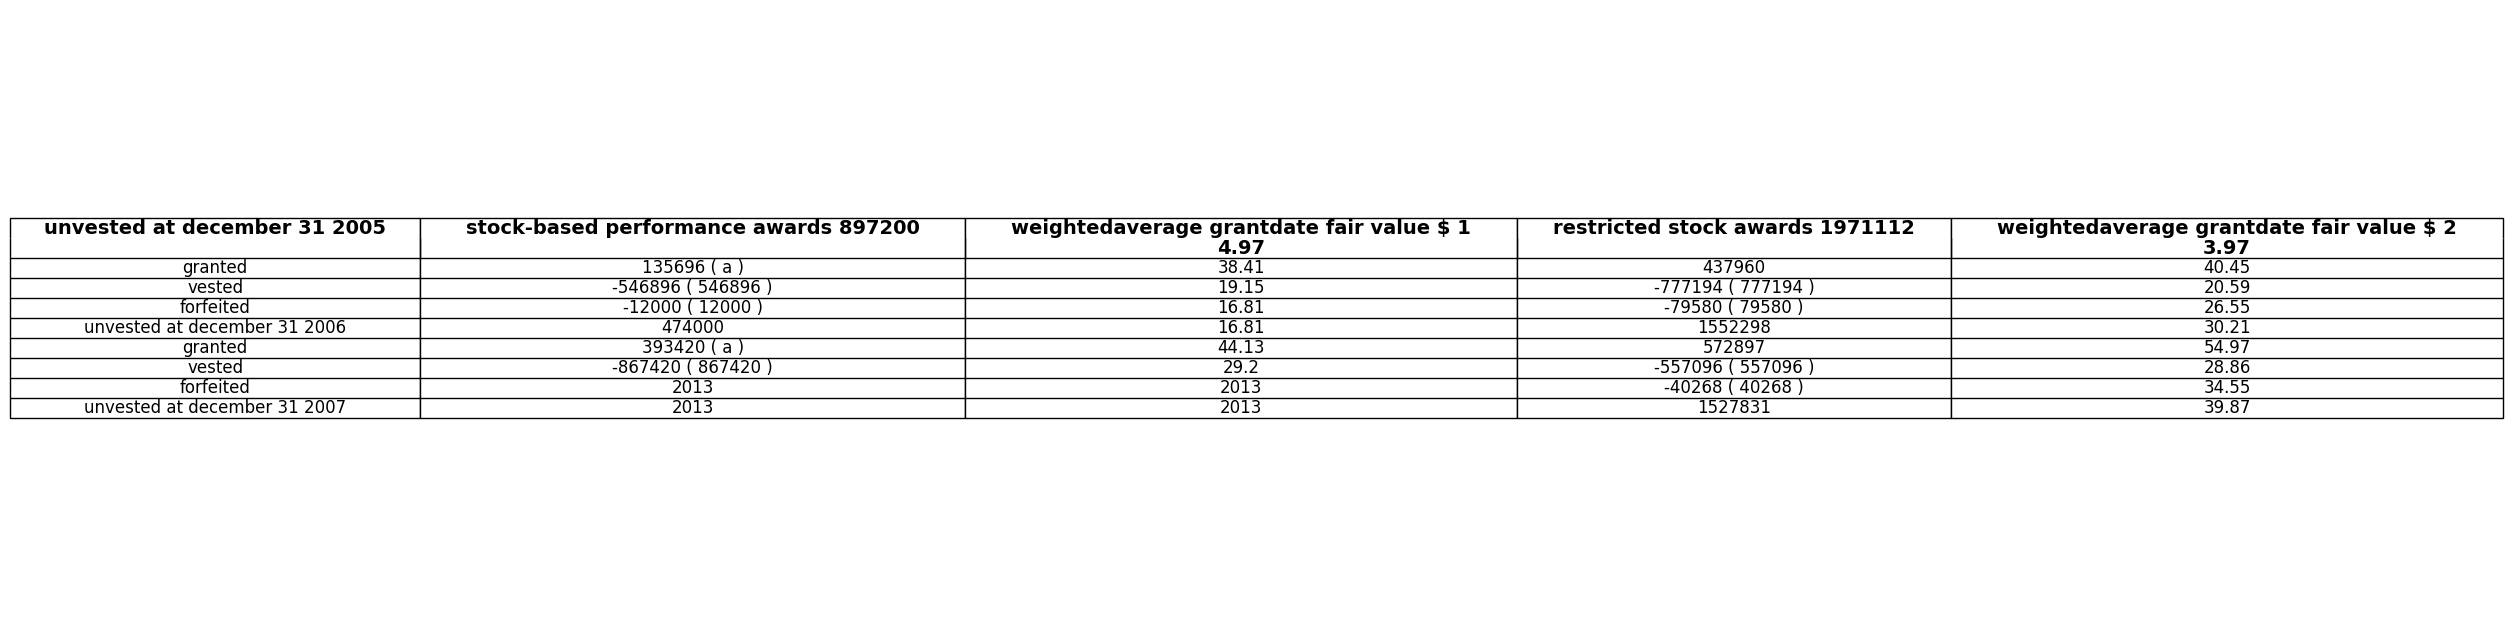 unvested at december 31 2005 stock-based performance awards 897200 weightedaverage grantdate fair value $ 1 restricted stock awards 1971112 weightedaverage grantdate fair value $ 2
4.97 3.97
granted 135696 ( a ) 38.41 437960 40.45
vested -546896 ( 546896 ) 19.15 -777194 ( 777194 ) 20.59
forfeited -12000 ( 12000 ) 16.81 -79580 ( 79580 ) 26.55
unvested at december 31 2006 474000 16.81 1552298 30.21
granted 393420 ( a ) 44.13 572897 54.97
vested -867420 ( 867420 ) 29.2 -557096 ( 557096 ) 28.86
forfeited 2013 2013 -40268 ( 40268 ) 34.55
unvested at december 31 2007 2013 2013 1527831 39.87